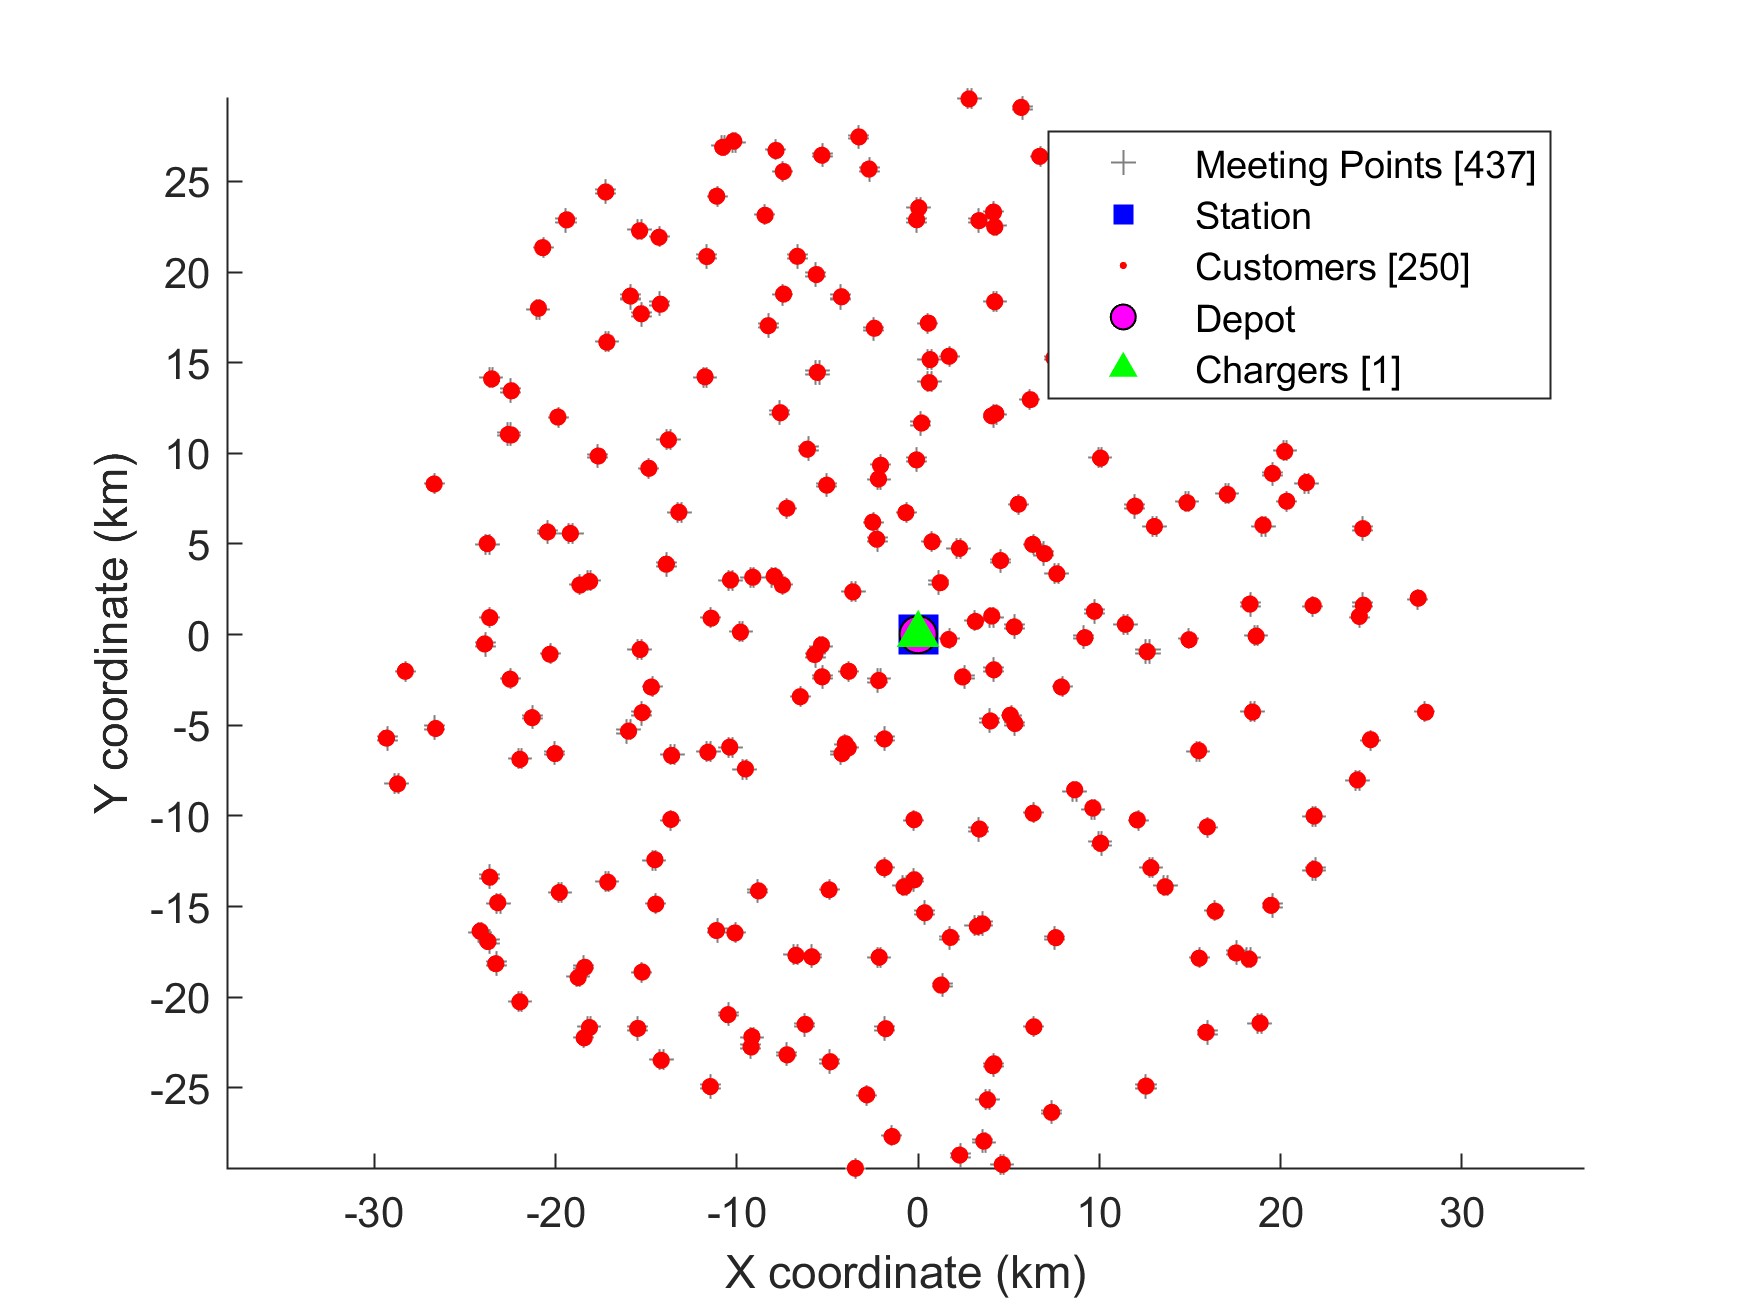 25
20
15
10
5
0
-5
-10
-15
-20
-25
Y coordinate (km)
-30 -20 -10 0 10 20 30
X coordinate (km)
Meeting Points [437]
Station
Customers [250]
Depot
Chargers [1]